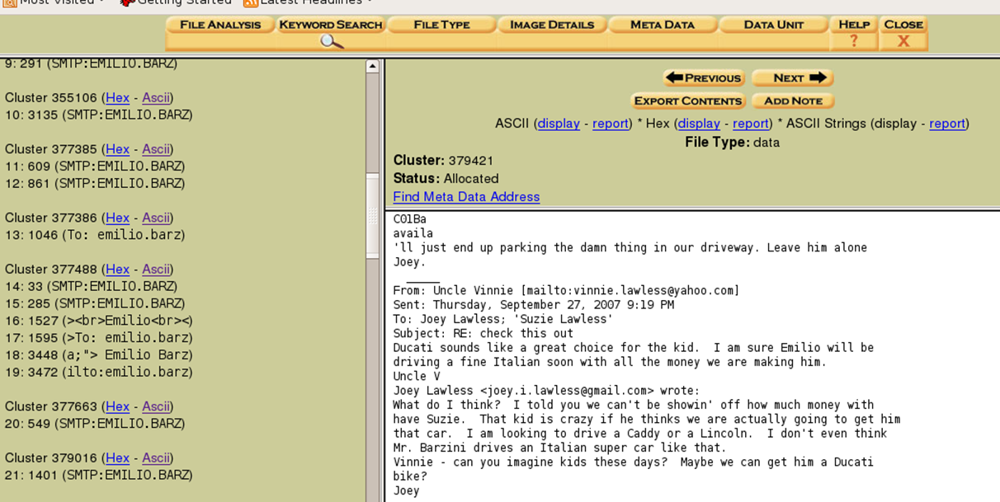 Most Visited Getting Started Latest Headlines
FILE ANALYSIS KEYWORD SEARCH FILE TYPE IMAGE DETAILS META DATA DATA UNIT HELP CLOSE
? X
9: 291 (SMTP:EMILIO.BARZ)
Cluster 355106 (Hex - Ascii)
10: 3135 (SMTP:EMILIO.BARZ)
Cluster 377385 (Hex - Ascii)
11: 609 (SMTP:EMILIO.BARZ)
12: 861 (SMTP:EMILIO.BARZ)
Cluster 377386 (Hex - Ascii)
13: 1046 (To: emilio.barz)
Cluster 377488 (Hex - Ascii)
14: 33 (SMTP:EMILIO.BARZ)
15: 285 (SMTP:EMILIO.BARZ)
16: 1527 (><br>Emilio<br><)
17: 1595 (>To: emilio.barz)
18: 3448 (a;"> Emilio Barz)
19: 3472 (ilto:emilio.barz)
Cluster 377663 (Hex - Ascii)
20: 549 (SMTP:EMILIO.BARZ)
Cluster 379016 (Hex - Ascii)
21: 1401 (SMTP:EMILIO.BARZ)
PREVIOUS NEXT
EXPORT CONTENTS ADD NOTE
ASCII (display - report) * Hex (display - report) * ASCII Strings (display - report)
File Type: data
Cluster: 379421
Status: Allocated
Find Meta Data Address
C0lBa
availa
'll just end up parking the damn thing in our driveway. Leave him alone
Joey.
_____
From: Uncle Vinnie [mailto:vinnie.lawless@yahoo.com]
Sent: Thursday, September 27, 2007 9:19 PM
To: Joey Lawless; 'Suzie Lawless'
Subject: RE: check this out
Ducati sounds like a great choice for the kid.  I am sure Emilio will be
driving a fine Italian soon with all the money we are making him.
Uncle V
Joey Lawless <joey.i.lawless@gmail.com> wrote:
What do I think?  I told you we can't be showin' off how much money with
have Suzie.  That kid is crazy if he thinks we are actually going to get him
that car.  I am looking to drive a Caddy or a Lincoln.  I don't even think
Mr. Barzini drives an Italian super car like that.
Vinnie - can you imagine kids these days?  Maybe we can get him a Ducati
bike?
Joey